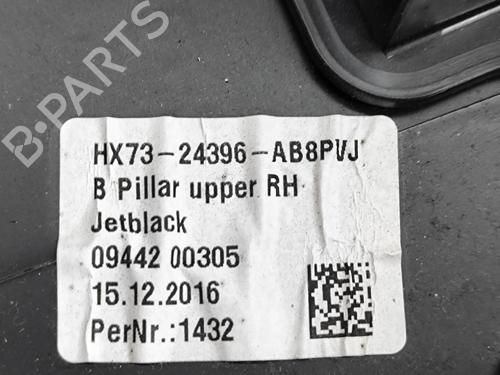 B-PARTS
HX73-24396-AB8PVJ
B Pillar upper RH
Jetblack
09442 00305
15.12.2016
PerNr.:1432